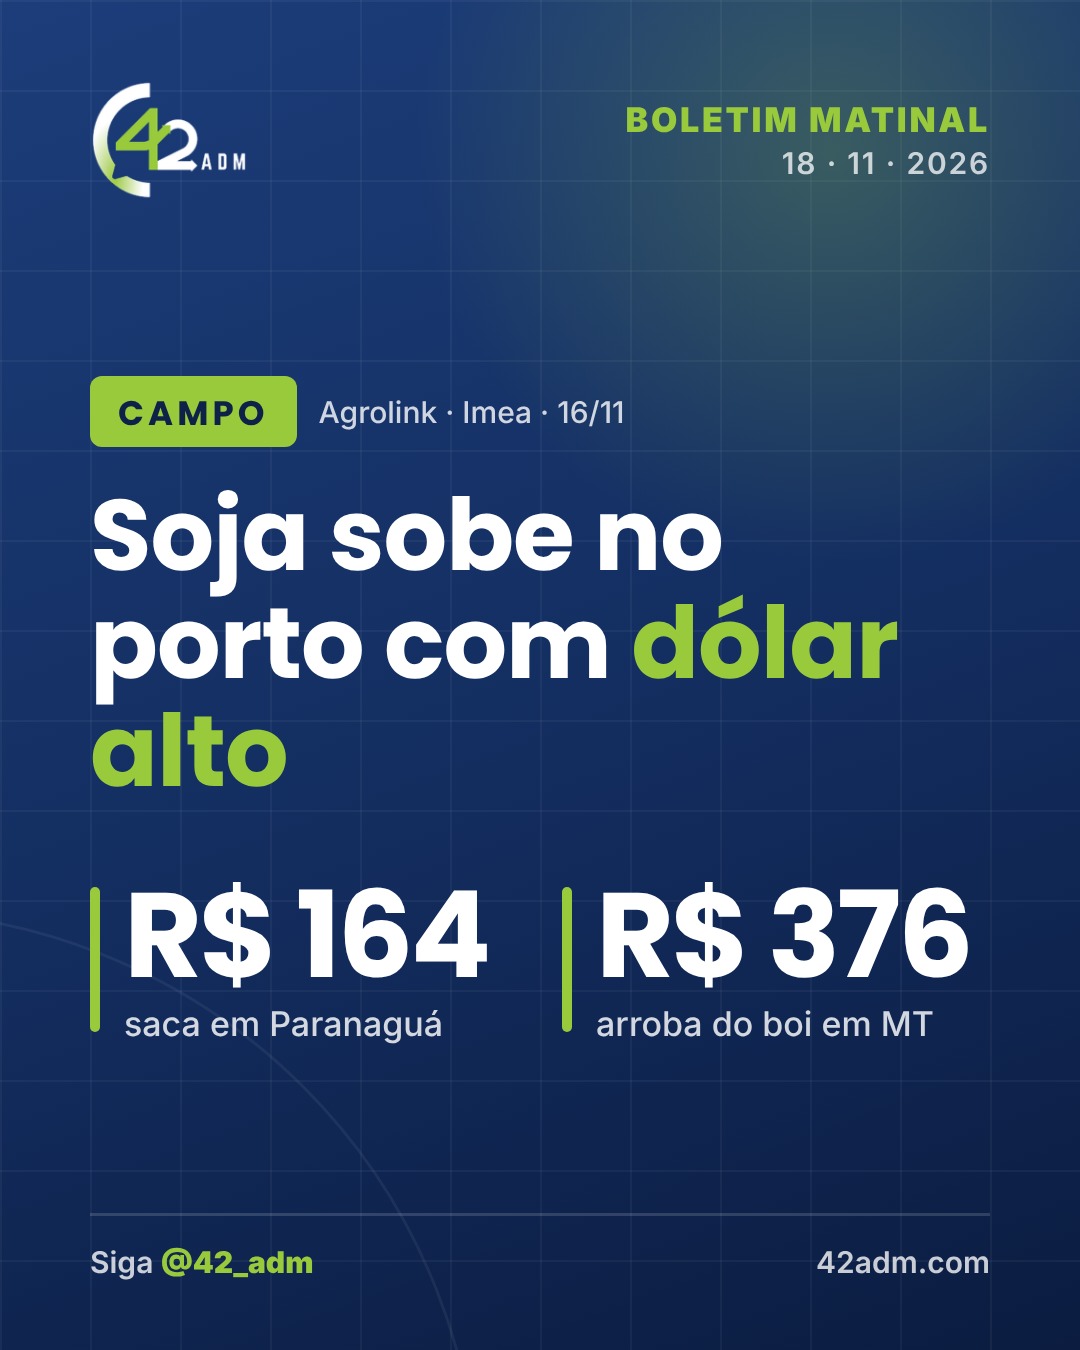 42 ADM
BOLETIM MATINAL
18 · 11 · 2026
CAMPO
Agrolink · Imea · 16/11
Soja sobe no
porto com dólar
alto
R$ 164
saca em Paranaguá
R$ 376
arroba do boi em MT
Siga @42_adm
42adm.com